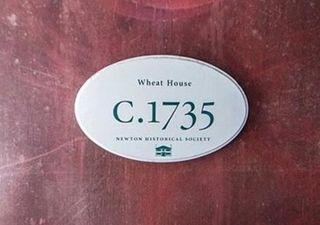 Wheat House
C.1735
NEWTON HISTORICAL SOCIETY